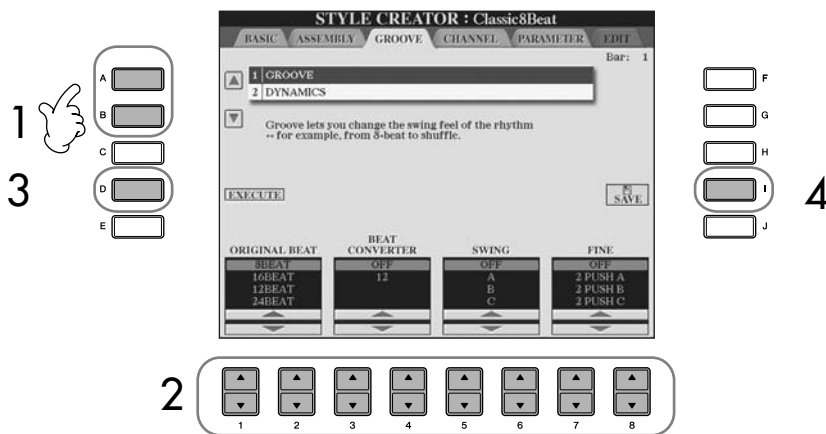 STYLE CREATOR : Classic8Beat
BASIC ASSEMBLY GROOVE CHANNEL PARAMETER EDIT
Bar: 1
1 GROOVE
2 DYNAMICS
Groove lets you change the swing feel of the rhythm
-- for example, from 8-beat to shuffle.
EXECUTE
SAVE
ORIGINAL BEAT
8BEAT
16BEAT
12BEAT
24BEAT
BEAT
CONVERTER
OFF
12
SWING
OFF
A
B
C
FINE
OFF
2 PUSH A
2 PUSH B
2 PUSH C
1
A
B
C
3
D
E
F
G
H
I
4
J
2
1 2 3 4 5 6 7 8